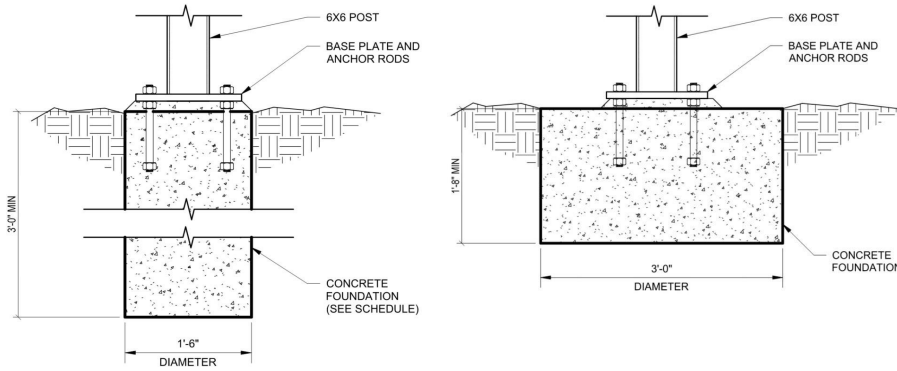 6X6 POST
BASE PLATE AND
ANCHOR RODS
3'-0" MIN
CONCRETE
FOUNDATION
(SEE SCHEDULE)
1'-6"
DIAMETER
6X6 POST
BASE PLATE AND
ANCHOR RODS
1'-8" MIN
CONCRETE
FOUNDATION
3'-0"
DIAMETER